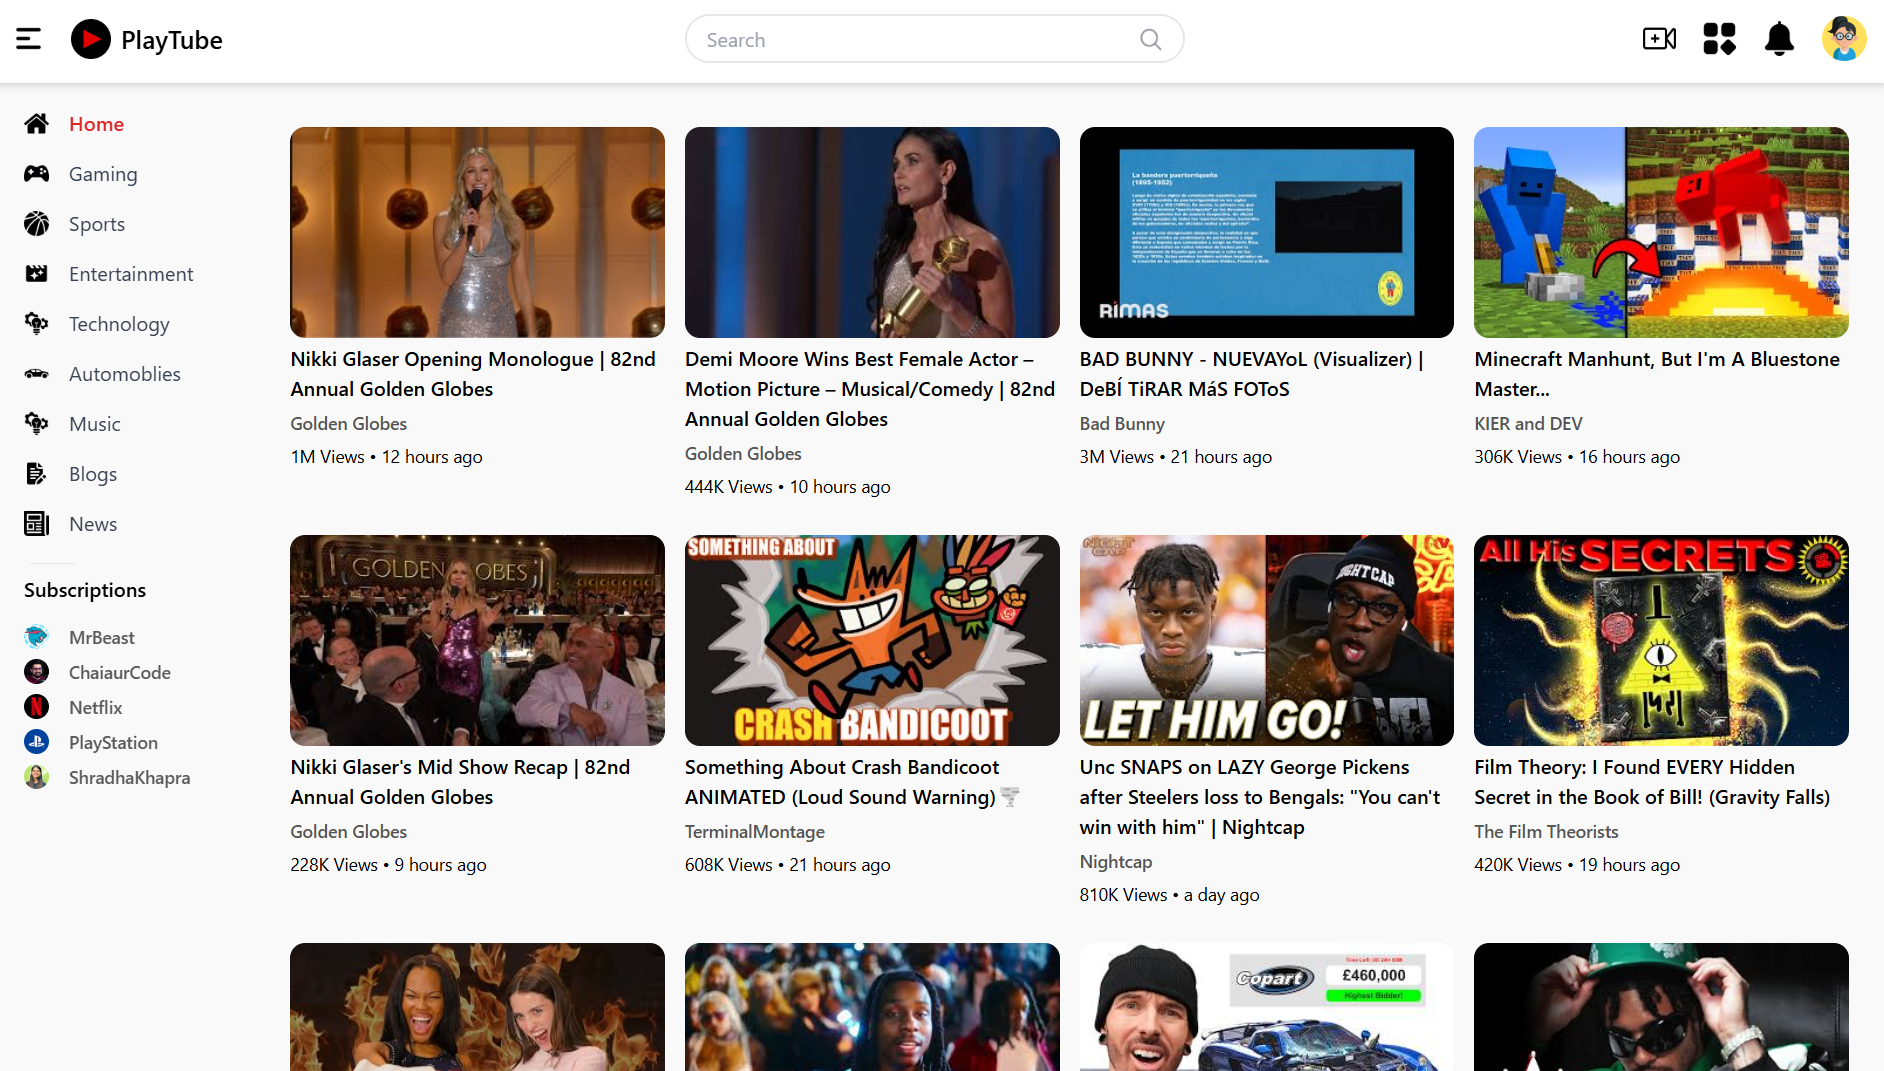 PlayTube
Search
Home
Gaming
Sports
Entertainment
Technology
Automoblies
Music
Blogs
News
Subscriptions
MrBeast
ChaiaurCode
Netflix
PlayStation
ShradhaKhapra
Nikki Glaser Opening Monologue | 82nd
Annual Golden Globes
Golden Globes
1M Views • 12 hours ago
Demi Moore Wins Best Female Actor –
Motion Picture – Musical/Comedy | 82nd
Annual Golden Globes
Golden Globes
444K Views • 10 hours ago
La bandera puertorriqueña
(1895-1952)
RIMAS
BAD BUNNY - NUEVAYoL (Visualizer) |
DeBÍ TiRAR MáS FOToS
Bad Bunny
3M Views • 21 hours ago
TNT
Minecraft Manhunt, But I'm A Bluestone
Master...
KIER and DEV
306K Views • 16 hours ago
GOLDEN GLOBES
Nikki Glaser's Mid Show Recap | 82nd
Annual Golden Globes
Golden Globes
228K Views • 9 hours ago
SOMETHING ABOUT
CRASH BANDICOOT
Something About Crash Bandicoot
ANIMATED (Loud Sound Warning)🌪️
TerminalMontage
608K Views • 21 hours ago
NIGHT
CAP
NIGHTCAP
LET HIM GO!
Unc SNAPS on LAZY George Pickens
after Steelers loss to Bengals: "You can't
win with him" | Nightcap
Nightcap
810K Views • a day ago
All His SECRETS
Film Theory: I Found EVERY Hidden
Secret in the Book of Bill! (Gravity Falls)
The Film Theorists
420K Views • 19 hours ago
Copart
£460,000
Highest Bidder!